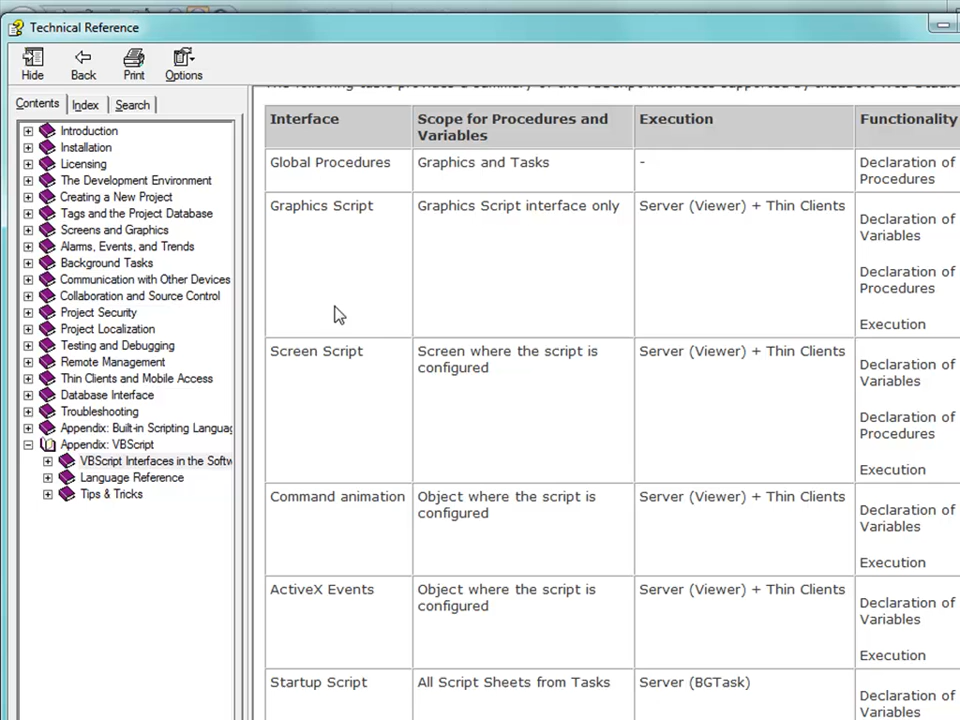 Technical Reference
Hide
Back
Print
Options
Contents
Index
Search
Introduction
Installation
Licensing
The Development Environment
Creating a New Project
Tags and the Project Database
Screens and Graphics
Alarms, Events, and Trends
Background Tasks
Communication with Other Devices
Collaboration and Source Control
Project Security
Project Localization
Testing and Debugging
Remote Management
Thin Clients and Mobile Access
Database Interface
Troubleshooting
Appendix: Built-in Scripting Languag
Appendix: VBScript
VBScript Interfaces in the Softw
Language Reference
Tips & Tricks
Interface
Scope for Procedures and
Variables
Execution
Functionality
Global Procedures
Graphics and Tasks
-
Declaration of
Procedures
Graphics Script
Graphics Script interface only
Server (Viewer) + Thin Clients
Declaration of
Variables
Declaration of
Procedures
Execution
Screen Script
Screen where the script is
configured
Server (Viewer) + Thin Clients
Declaration of
Variables
Declaration of
Procedures
Execution
Command animation
Object where the script is
configured
Server (Viewer) + Thin Clients
Declaration of
Variables
Execution
ActiveX Events
Object where the script is
configured
Server (Viewer) + Thin Clients
Declaration of
Variables
Execution
Startup Script
All Script Sheets from Tasks
Server (BGTask)
Declaration of
Variables